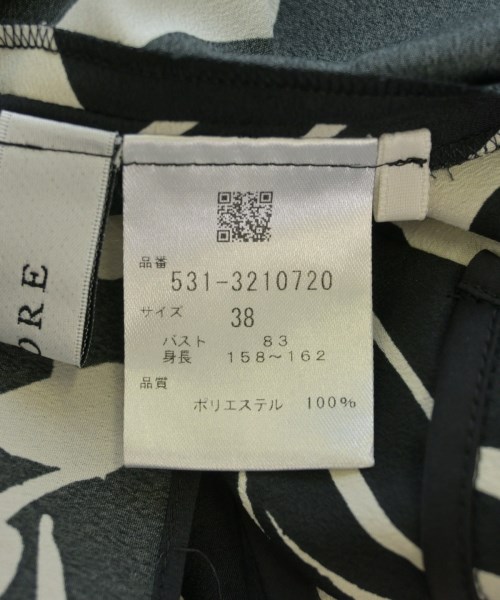 品番
531-3210720
サイズ 38
バスト 83
身長 158～162
品質
ポリエステル 100%